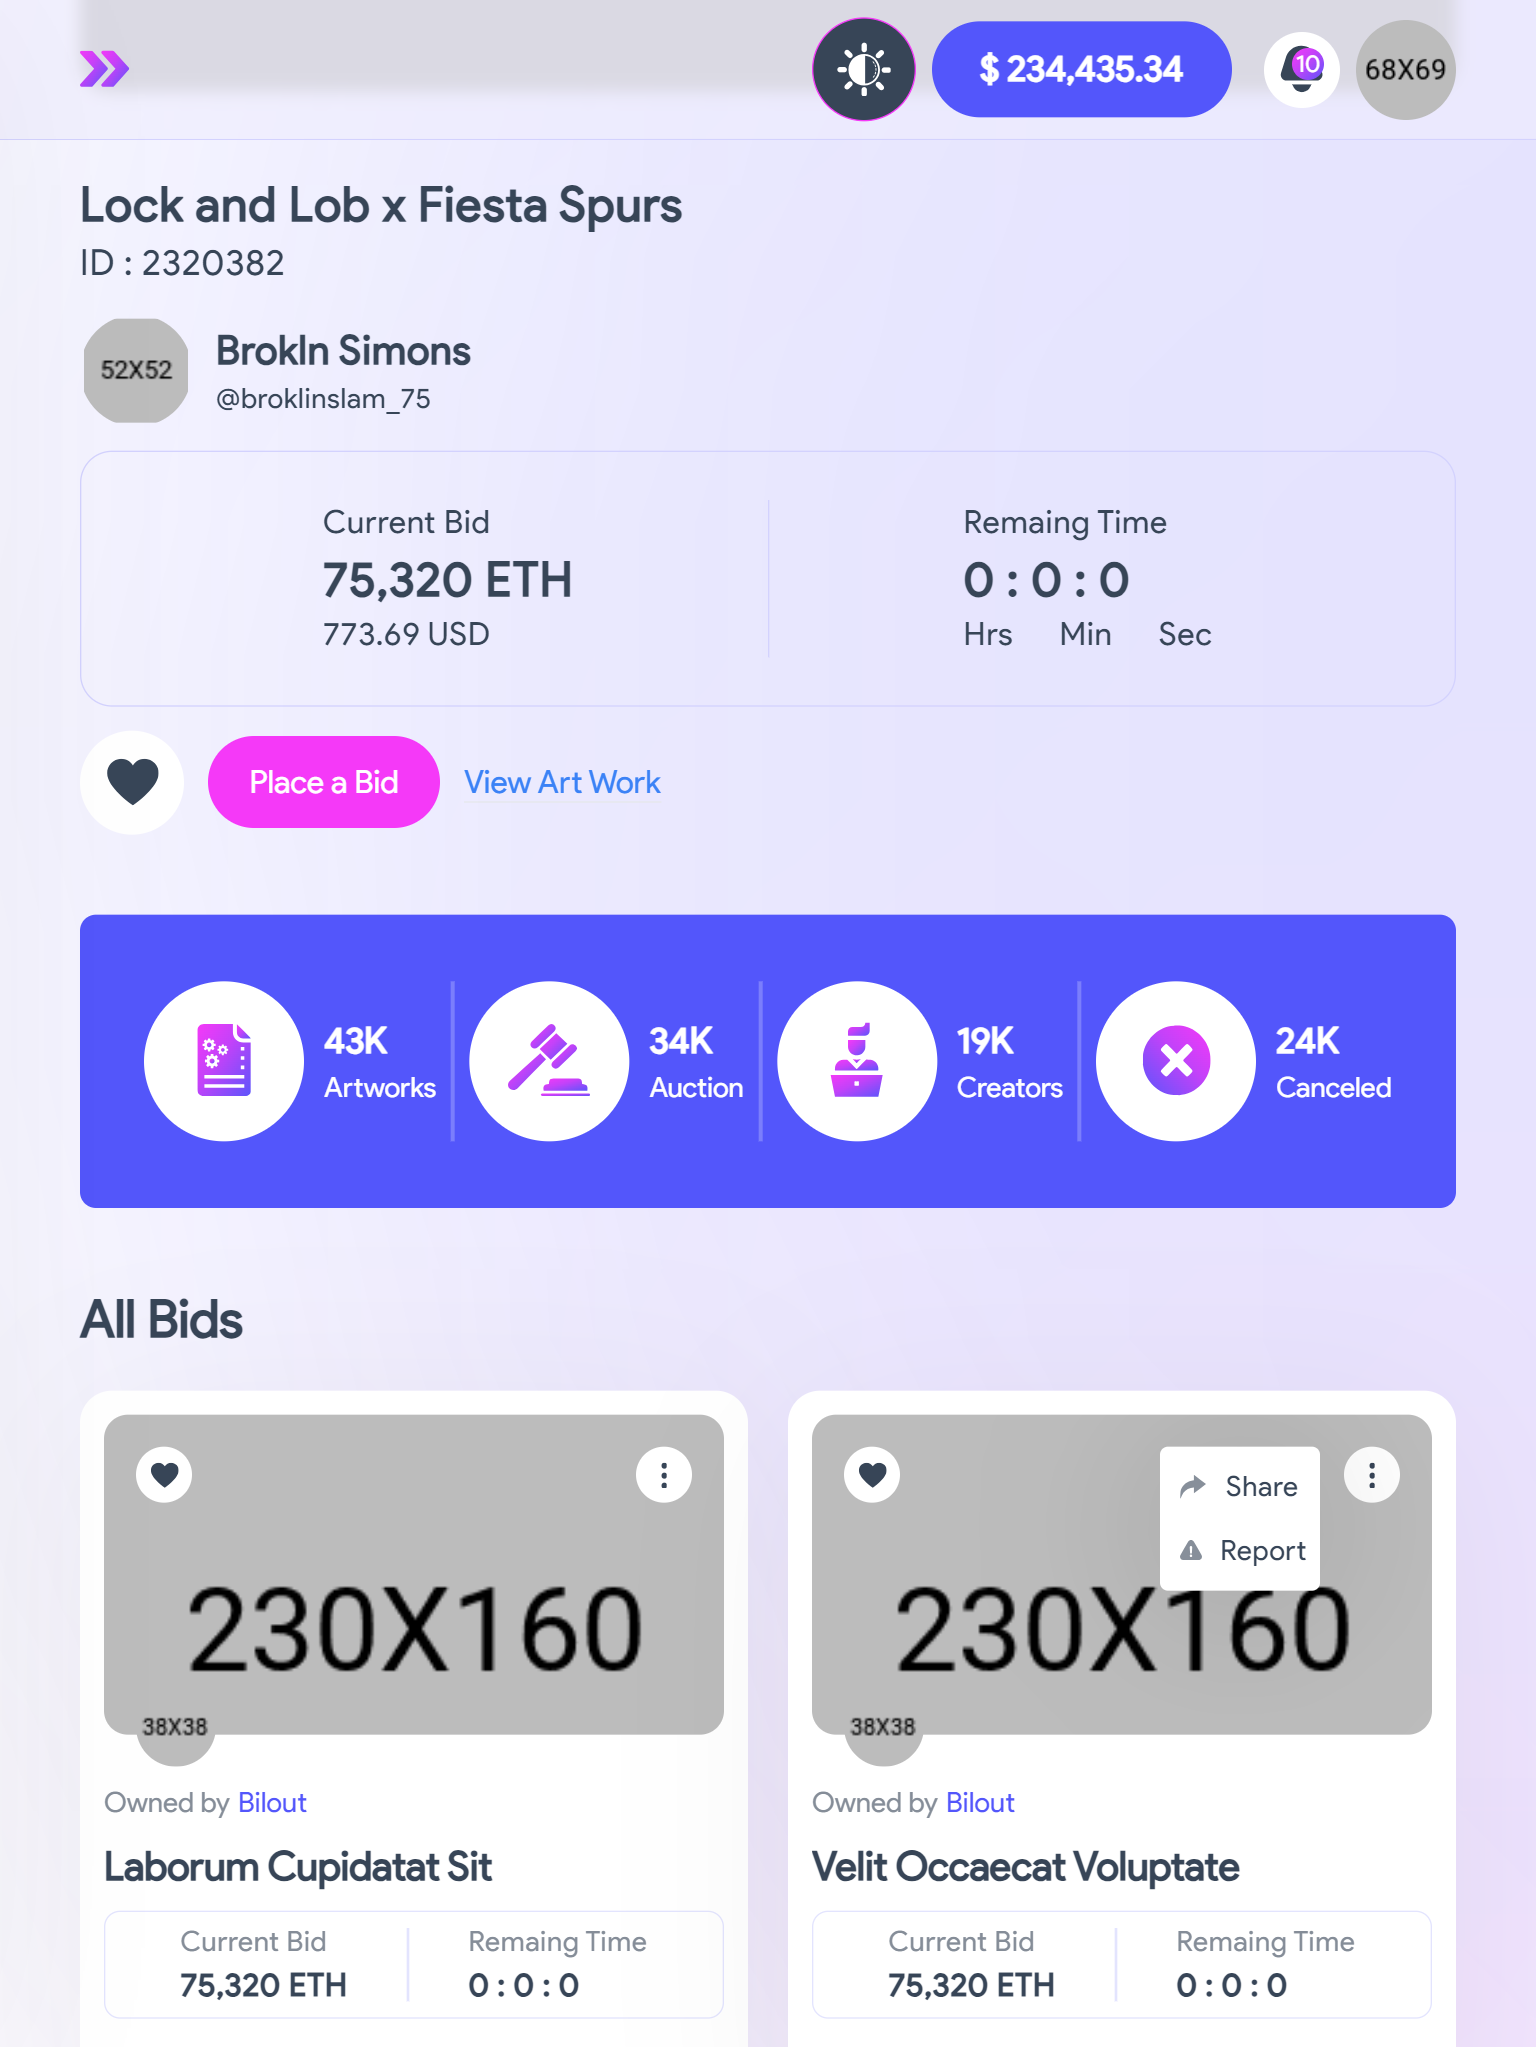 $ 234,435.34
10
68X69
Lock and Lob x Fiesta Spurs
ID : 2320382
52X52
Brokln Simons
@broklinslam_75
Current Bid
75,320 ETH
773.69 USD
Remaing Time
0 : 0 : 0
Hrs Min Sec
Place a Bid
View Art Work
43K
Artworks
34K
Auction
19K
Creators
24K
Canceled
All Bids
230X160
38X38
Owned by Bilout
Laborum Cupidatat Sit
Current Bid
75,320 ETH
Remaing Time
0 : 0 : 0
Share
Report
230X160
38X38
Owned by Bilout
Velit Occaecat Voluptate
Current Bid
75,320 ETH
Remaing Time
0 : 0 : 0